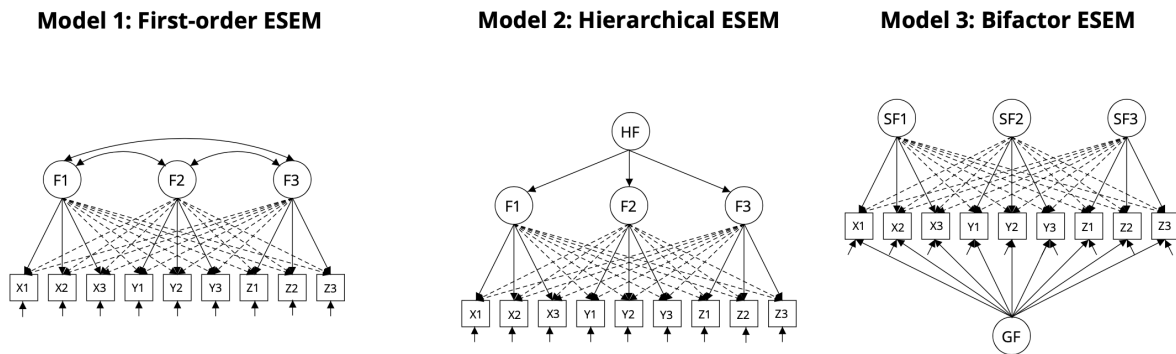 Model 1: First-order ESEM
F1 F2 F3
X1 X2 X3 Y1 Y2 Y3 Z1 Z2 Z3
Model 2: Hierarchical ESEM
HF
F1 F2 F3
X1 X2 X3 Y1 Y2 Y3 Z1 Z2 Z3
Model 3: Bifactor ESEM
SF1 SF2 SF3
X1 X2 X3 Y1 Y2 Y3 Z1 Z2 Z3
GF